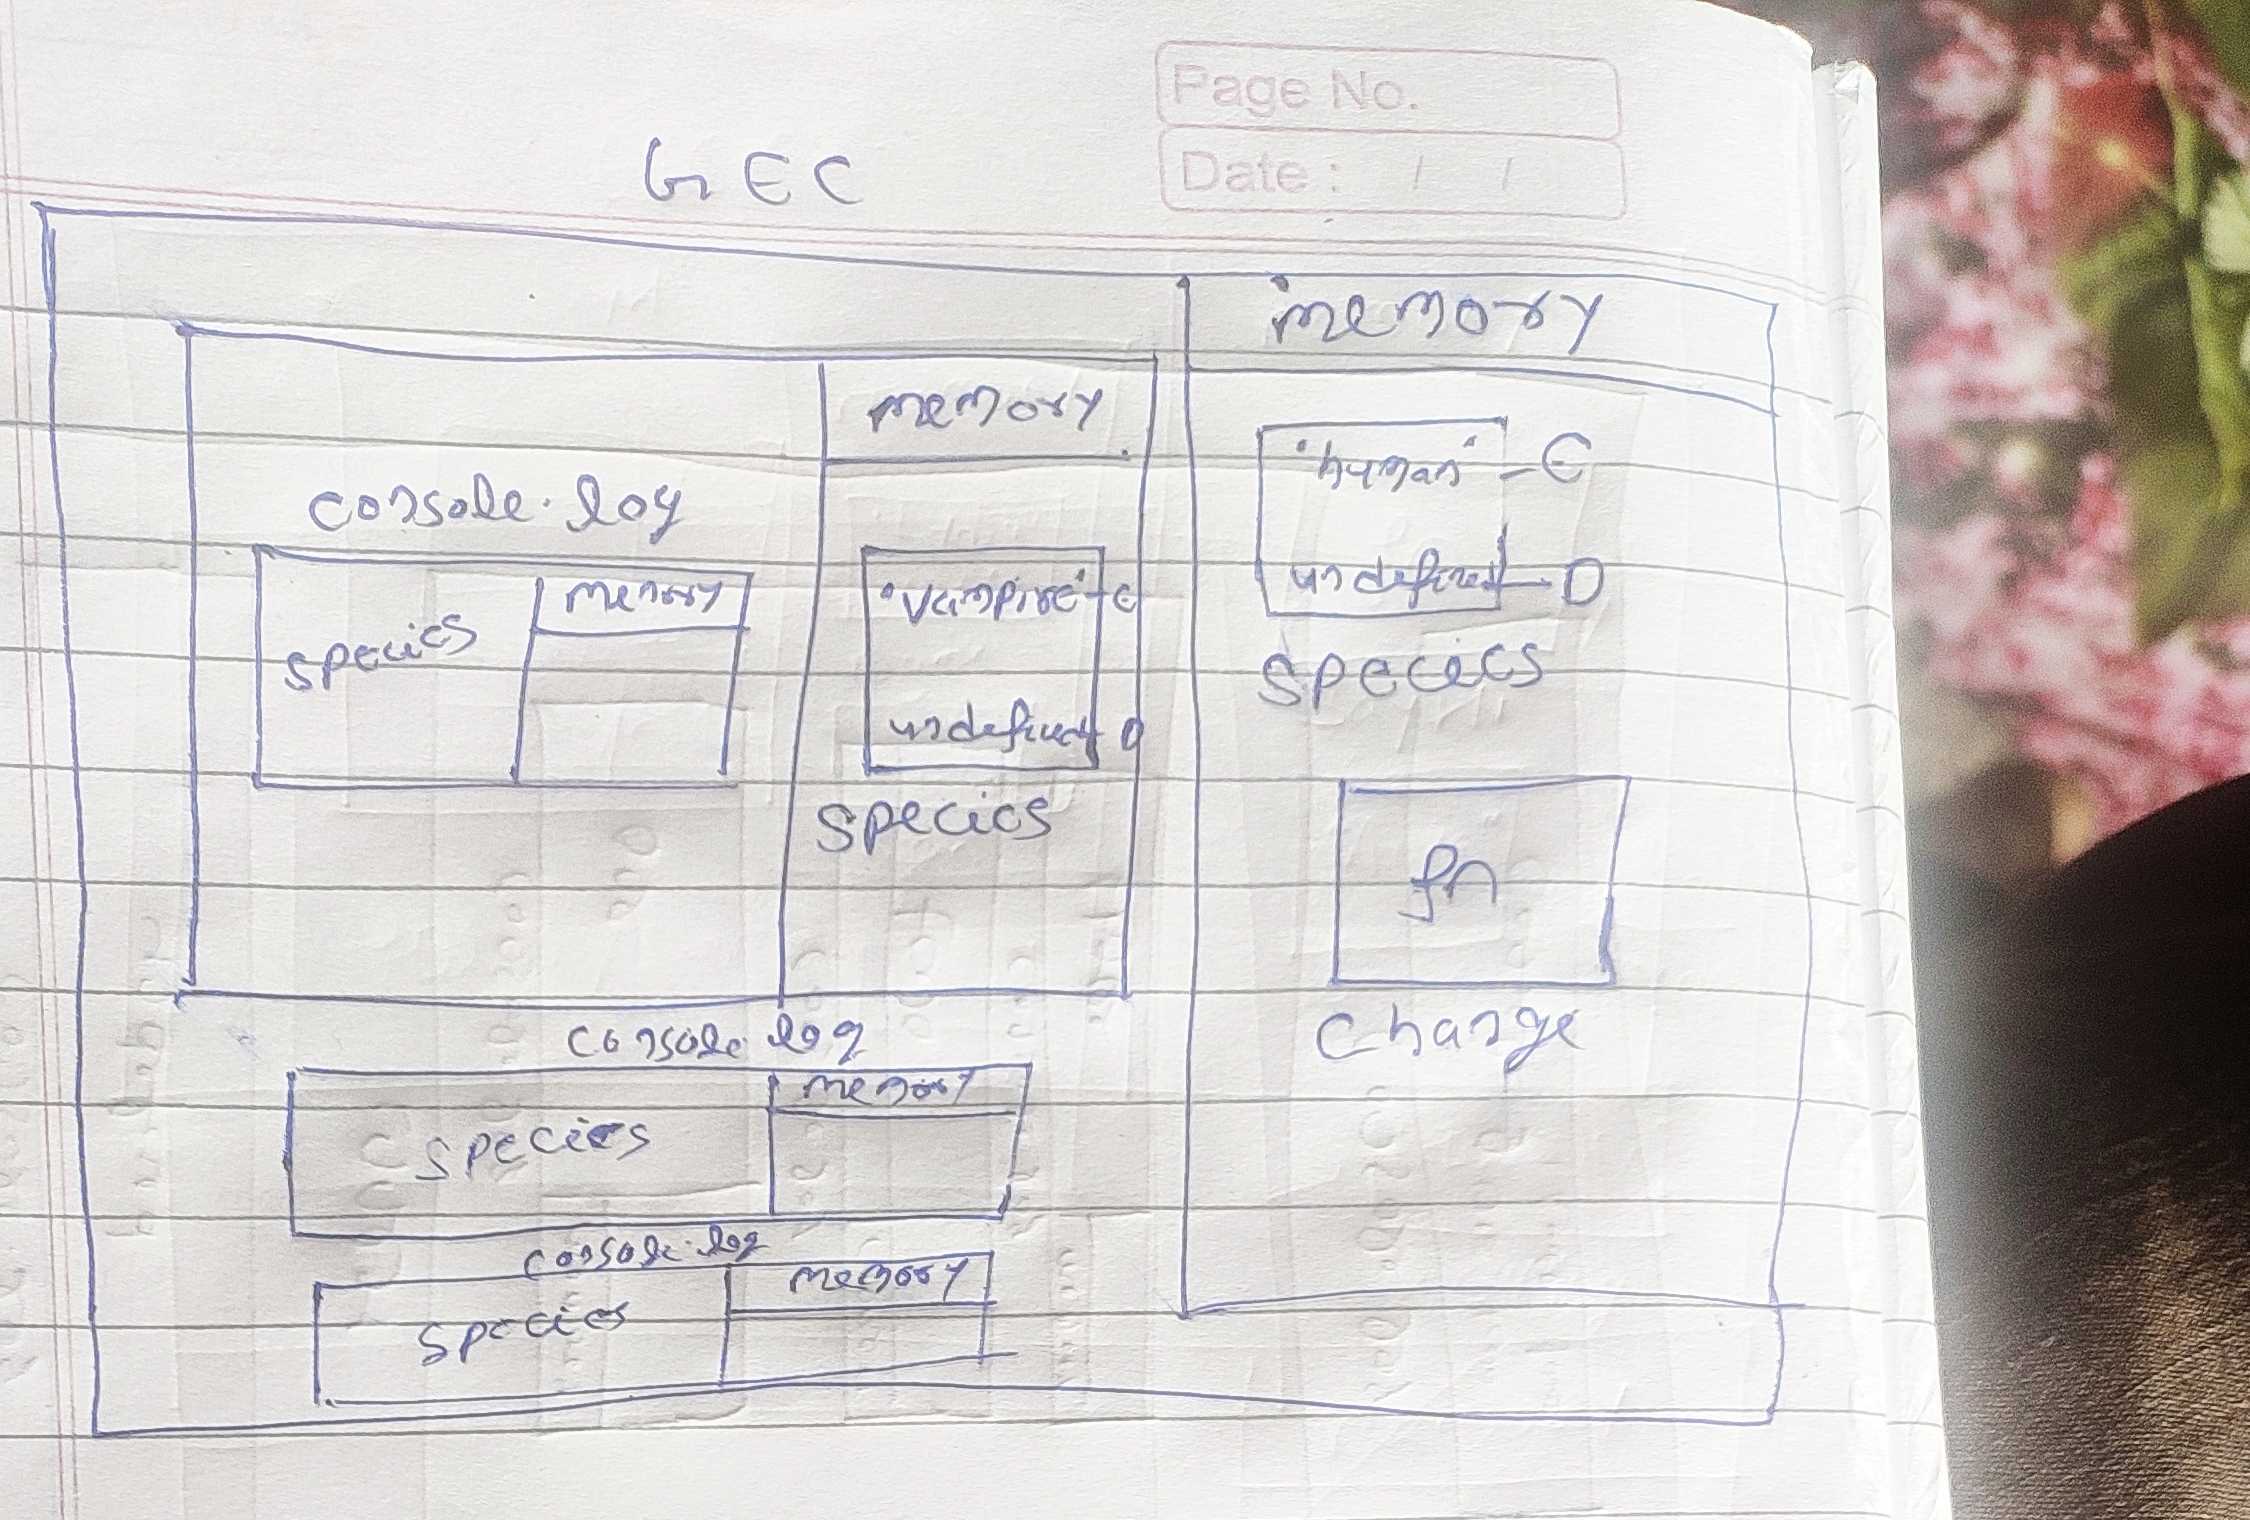 Page No.
Date : / /
GEC
memory
memory
'human' - E
undefined - D
species
console.log
memory
species
'vampire' - E
undefined - D
species
fn
change
console.log
memory
species
console.log
memory
species